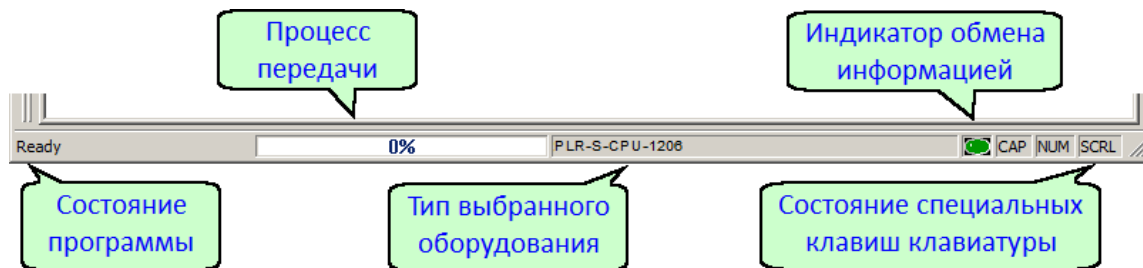 Процесс
передачи
Индикатор обмена
информацией
Ready
0%
PLR-S-CPU-1206
CAP
NUM
SCRL
Состояние
программы
Тип выбранного
оборудования
Состояние специальных
клавиш клавиатуры